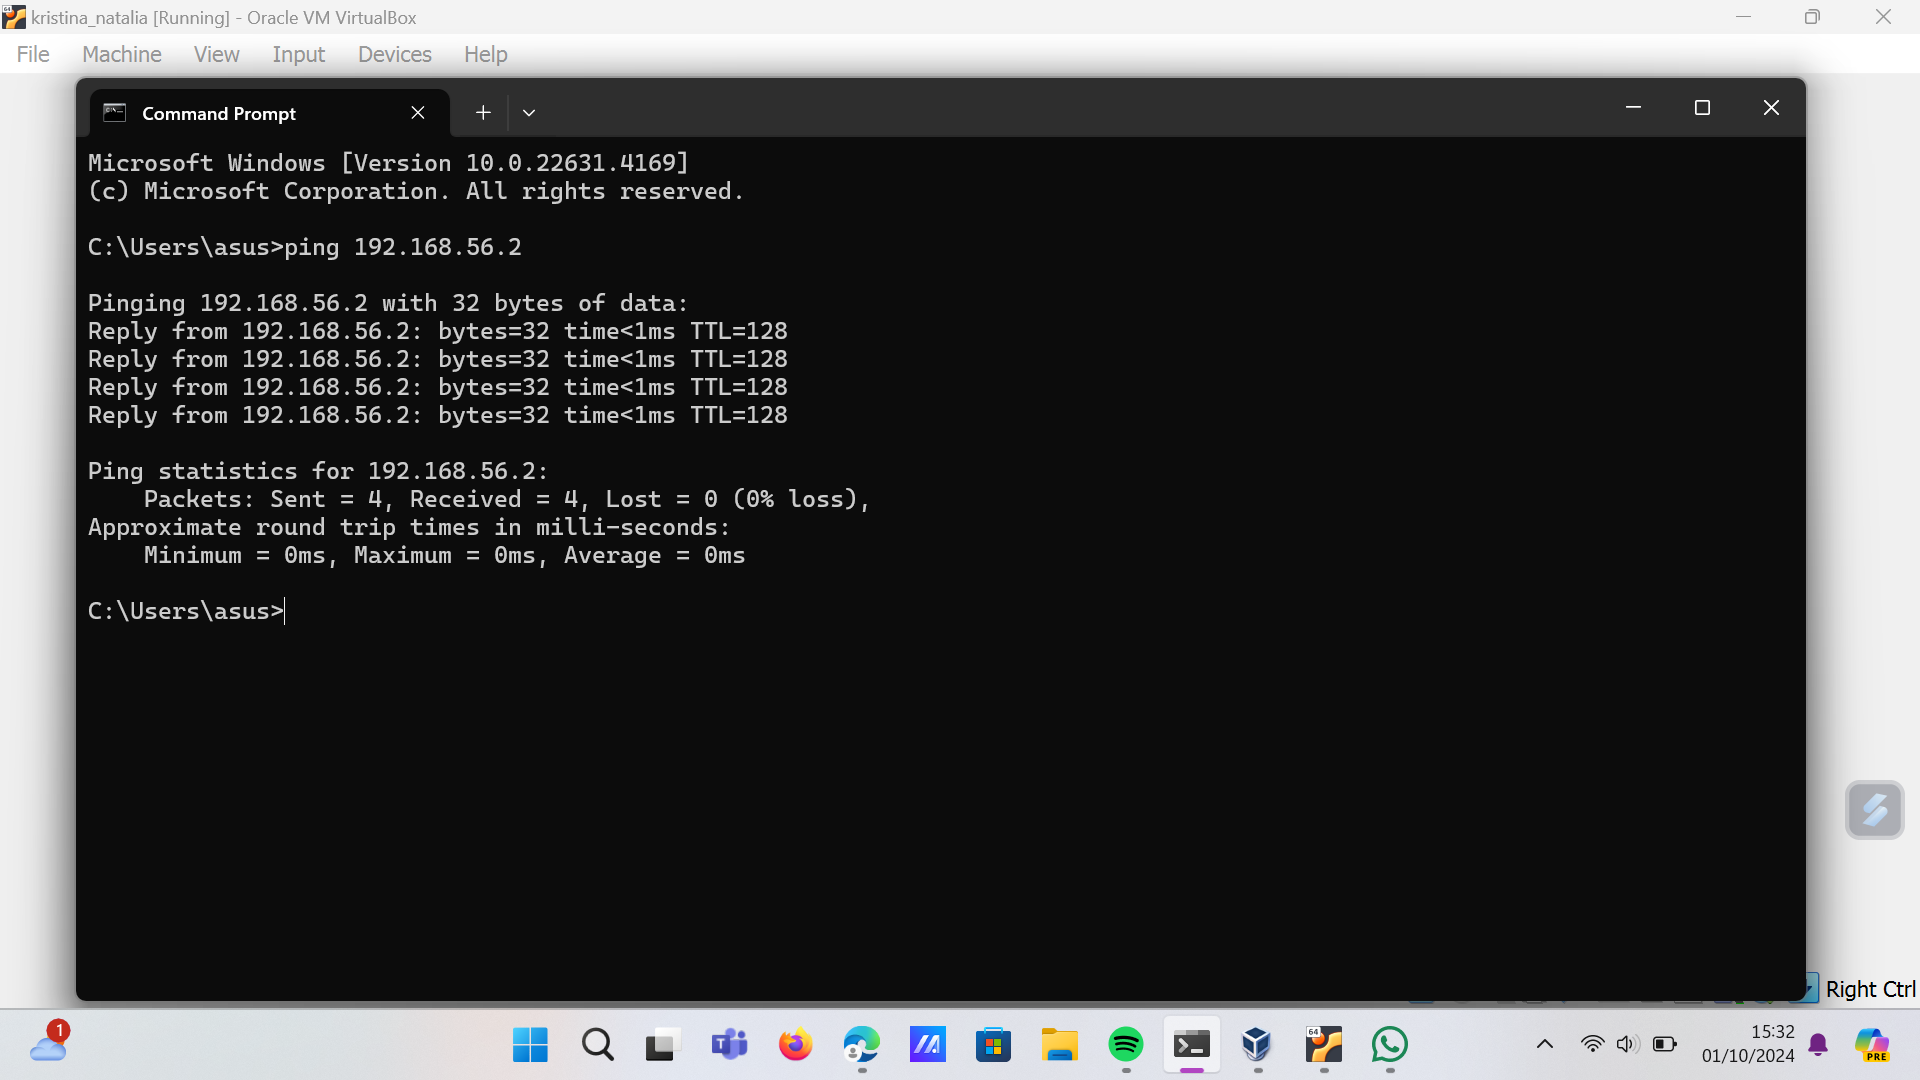 kristina_natalia [Running] - Oracle VM VirtualBox
File Machine View Input Devices Help
Command Prompt
Microsoft Windows [Version 10.0.22631.4169]
(c) Microsoft Corporation. All rights reserved.
C:\Users\asus>ping 192.168.56.2
Pinging 192.168.56.2 with 32 bytes of data:
Reply from 192.168.56.2: bytes=32 time<1ms TTL=128
Reply from 192.168.56.2: bytes=32 time<1ms TTL=128
Reply from 192.168.56.2: bytes=32 time<1ms TTL=128
Reply from 192.168.56.2: bytes=32 time<1ms TTL=128
Ping statistics for 192.168.56.2:
Packets: Sent = 4, Received = 4, Lost = 0 (0% loss),
Approximate round trip times in milli-seconds:
Minimum = 0ms, Maximum = 0ms, Average = 0ms
C:\Users\asus>
Right Ctrl
1
64
15:32
01/10/2024
PRE